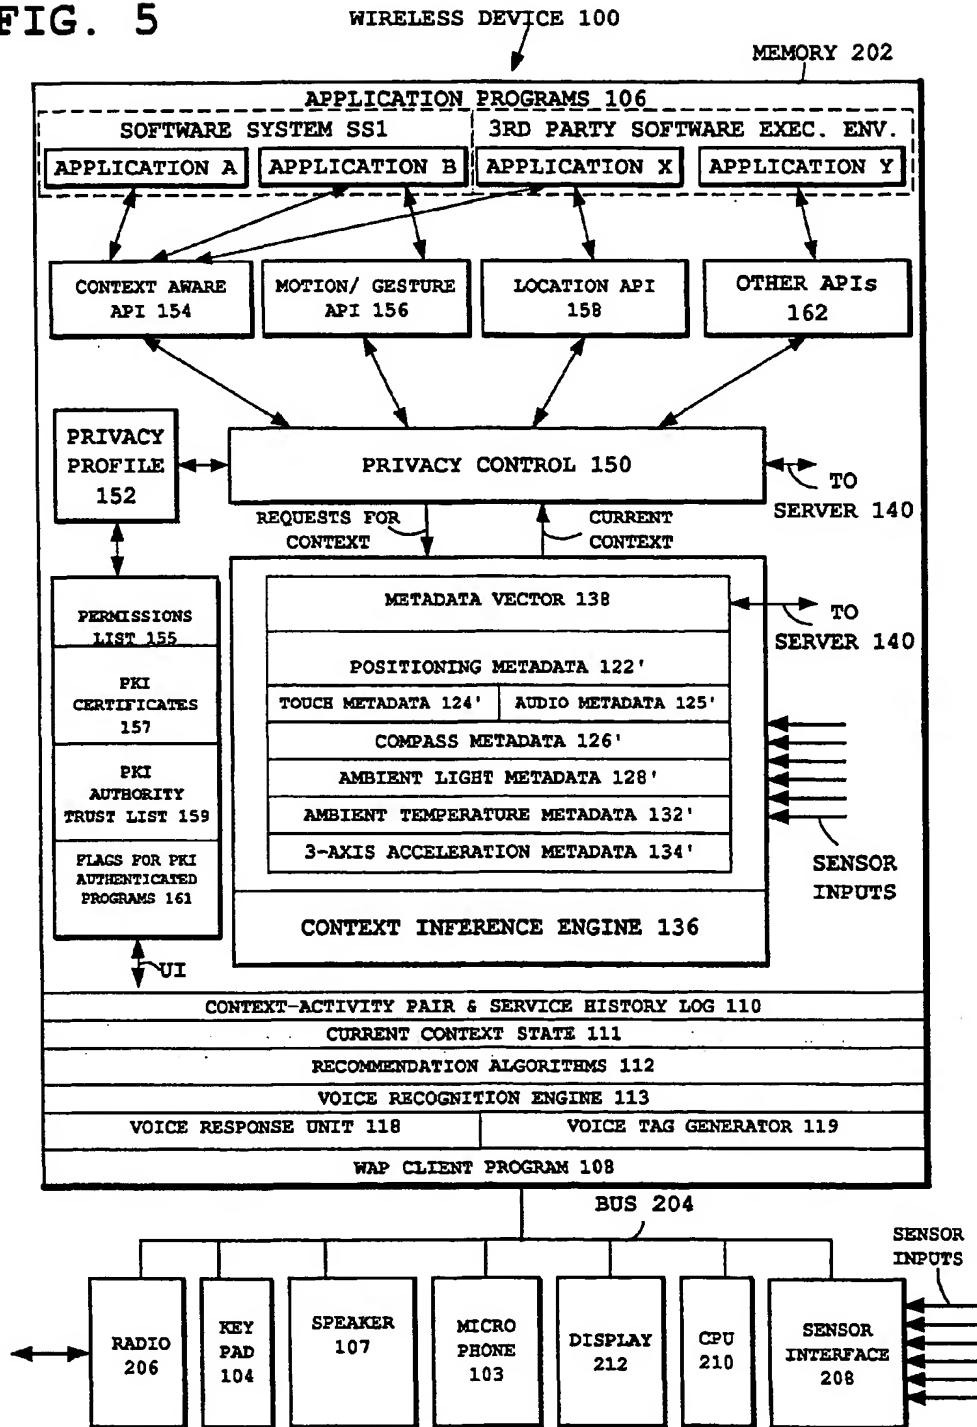 FIG. 5
WIRELESS DEVICE 100
MEMORY 202
APPLICATION PROGRAMS 106
SOFTWARE SYSTEM SS1
3RD PARTY SOFTWARE EXEC. ENV.
APPLICATION A
APPLICATION B
APPLICATION X
APPLICATION Y
CONTEXT AWARE
API 154
MOTION/ GESTURE
API 156
LOCATION API
158
OTHER APIs
162
PRIVACY
PROFILE
152
PRIVACY CONTROL 150
TO
SERVER 140
REQUESTS FOR
CONTEXT
CURRENT
CONTEXT
PERMISSIONS
LIST 155
PKI
CERTIFICATES
157
PKI
AUTHORITY
TRUST LIST 159
FLAGS FOR PKI
AUTHENTICATED
PROGRAMS 161
UI
METADATA VECTOR 138
TO
SERVER 140
POSITIONING METADATA 122'
TOUCH METADATA 124'
AUDIO METADATA 125'
COMPASS METADATA 126'
AMBIENT LIGHT METADATA 128'
AMBIENT TEMPERATURE METADATA 132'
3-AXIS ACCELERATION METADATA 134'
SENSOR
INPUTS
CONTEXT INFERENCE ENGINE 136
CONTEXT-ACTIVITY PAIR & SERVICE HISTORY LOG 110
CURRENT CONTEXT STATE 111
RECOMMENDATION ALGORITHMS 112
VOICE RECOGNITION ENGINE 113
VOICE RESPONSE UNIT 118
VOICE TAG GENERATOR 119
WAP CLIENT PROGRAM 108
BUS 204
SENSOR
INPUTS
RADIO
206
KEY
PAD
104
SPEAKER
107
MICRO
PHONE
103
DISPLAY
212
CPU
210
SENSOR
INTERFACE
208